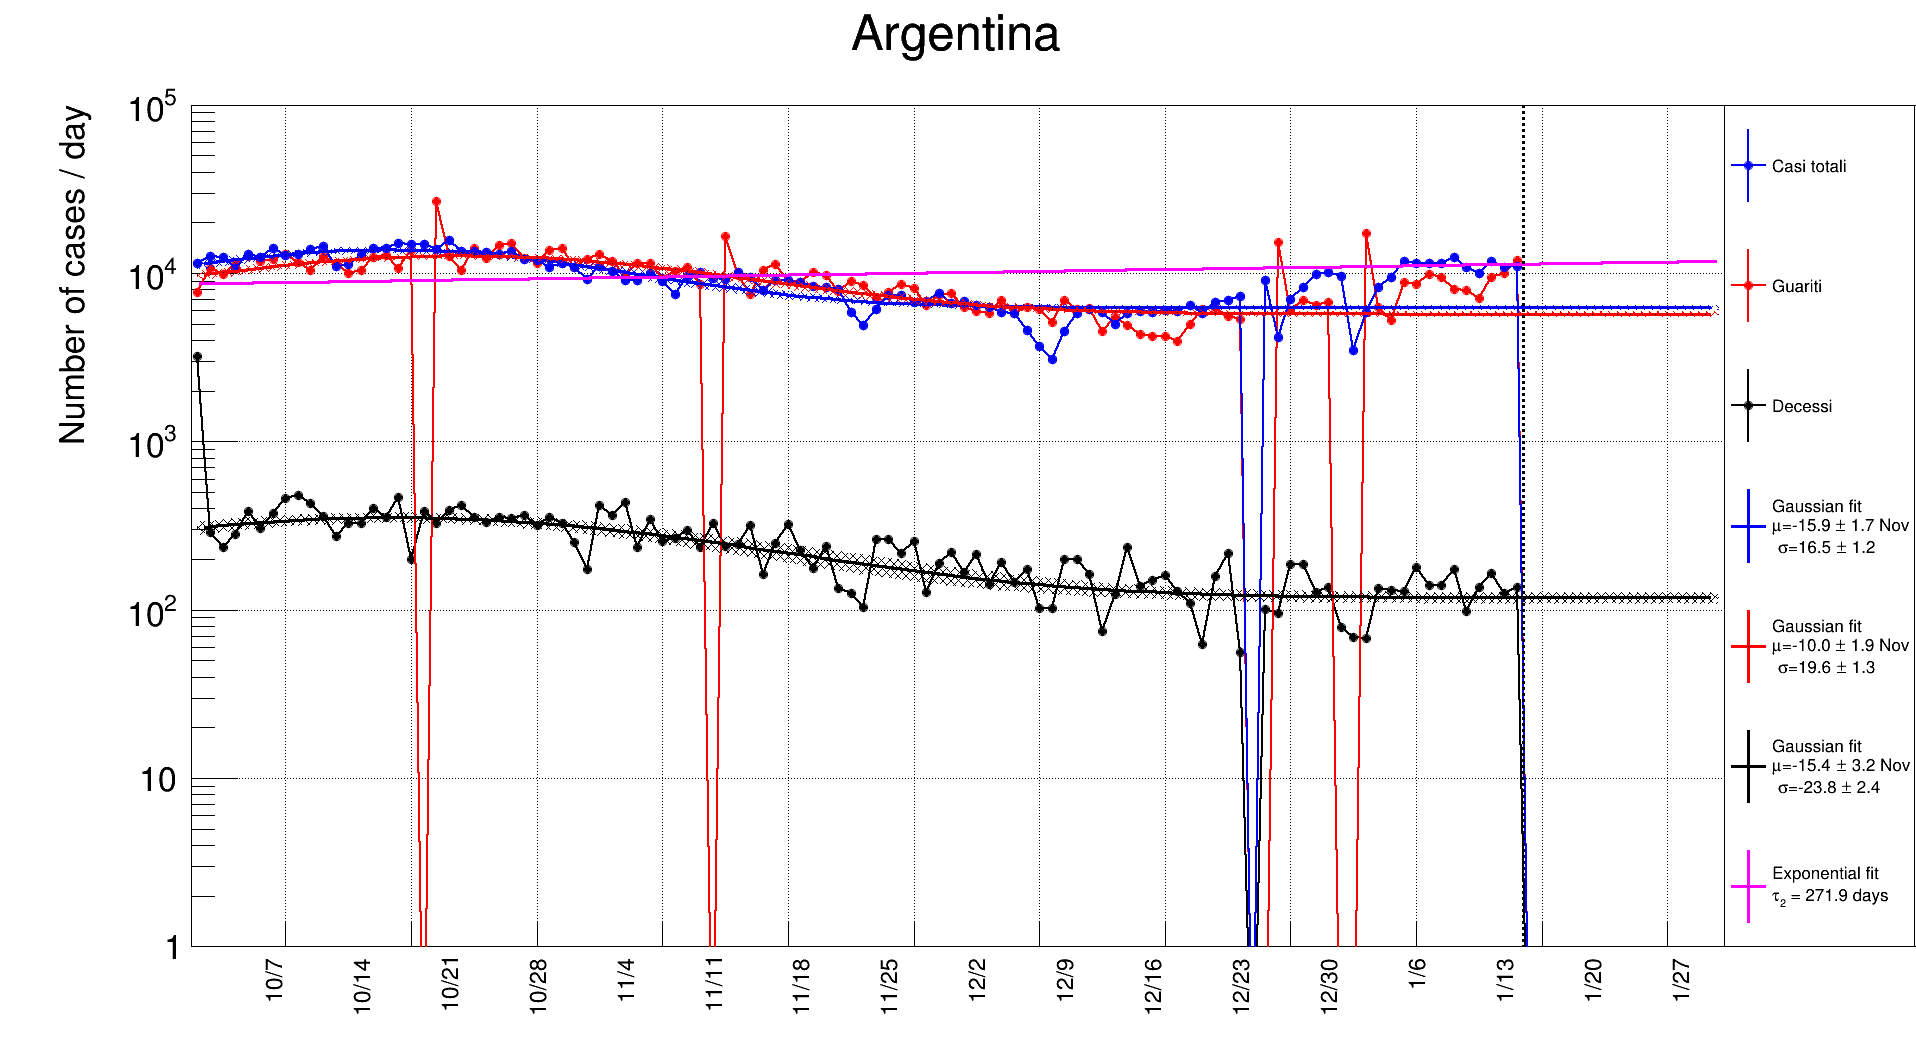 Argentina
Number of cases / day
10⁵
10⁴
10³
10²
10
1
10/7
10/14
10/21
10/28
11/4
11/11
11/18
11/25
12/2
12/9
12/16
12/23
12/30
1/6
1/13
1/20
1/27
Casi totali
Guariti
Decessi
Gaussian fit
μ=-15.9 ± 1.7 Nov
σ=16.5 ± 1.2
Gaussian fit
μ=-10.0 ± 1.9 Nov
σ=19.6 ± 1.3
Gaussian fit
μ=-15.4 ± 3.2 Nov
σ=-23.8 ± 2.4
Exponential fit
τ₂ = 271.9 days